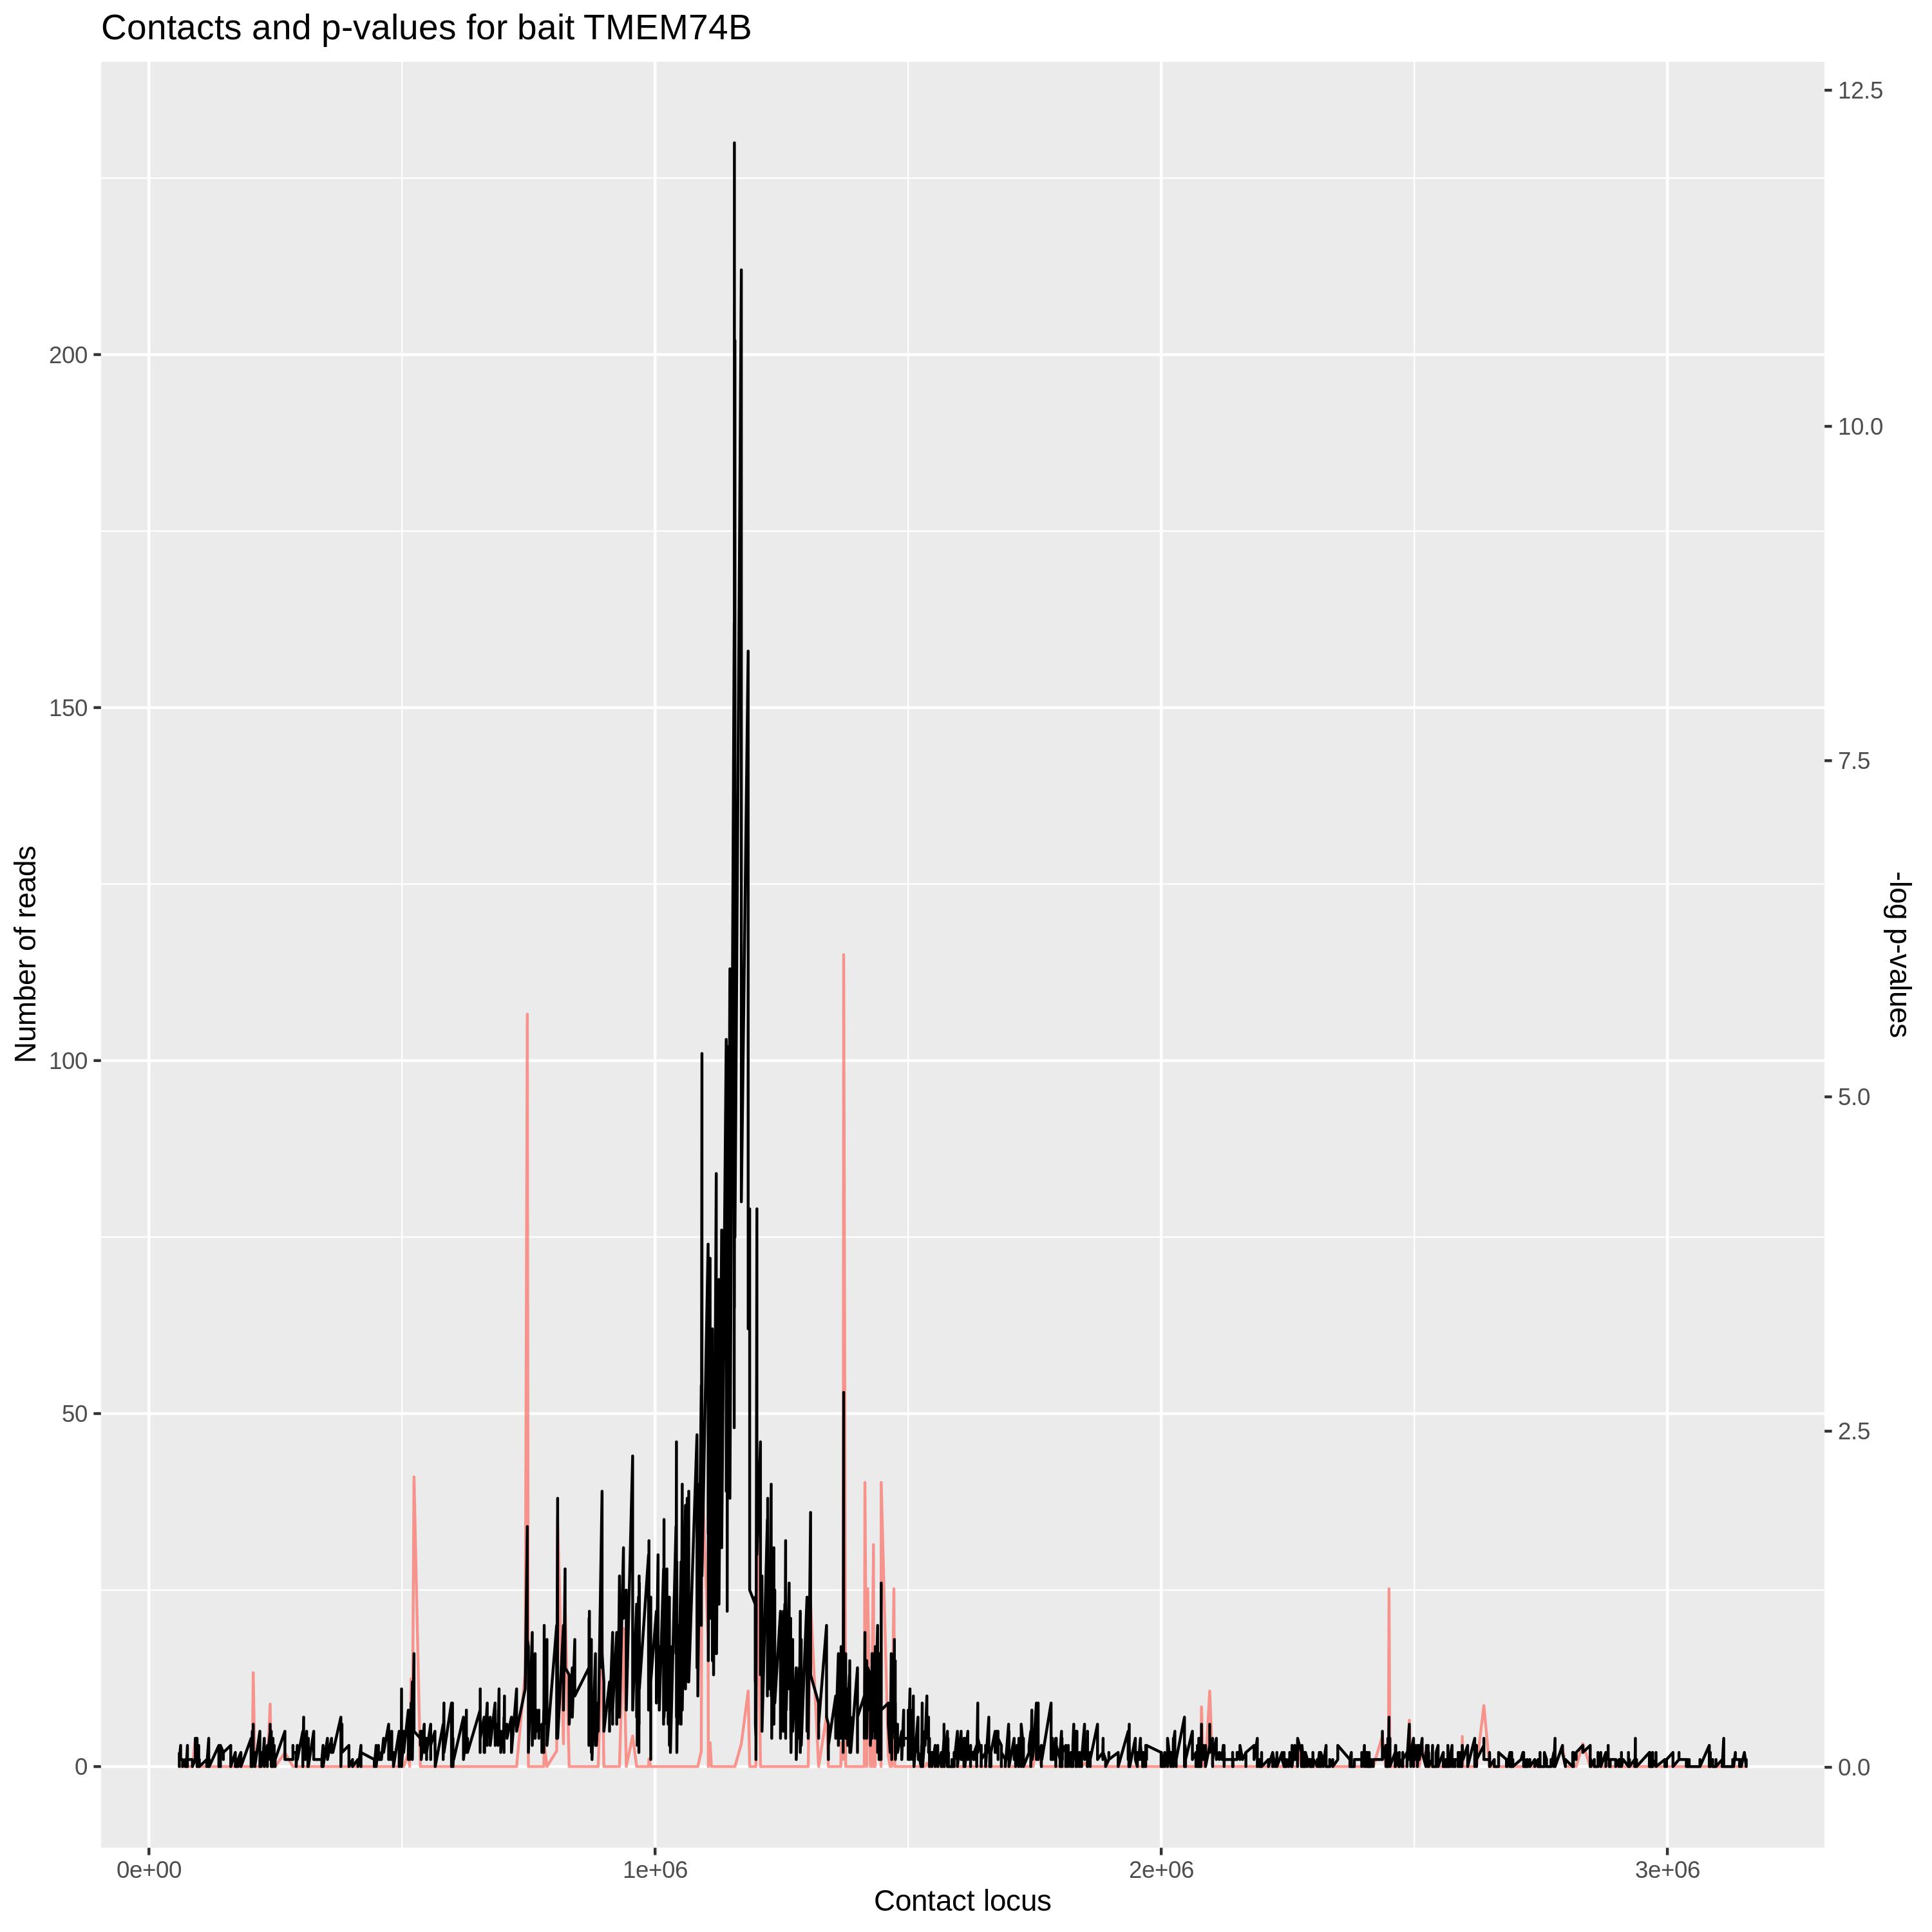 Contacts and p-values for bait TMEM74B
12.5
10.0
7.5
5.0
2.5
0.0
-log p-values
200
150
100
50
0
Number of reads
0e+00 1e+06 2e+06 3e+06
Contact locus